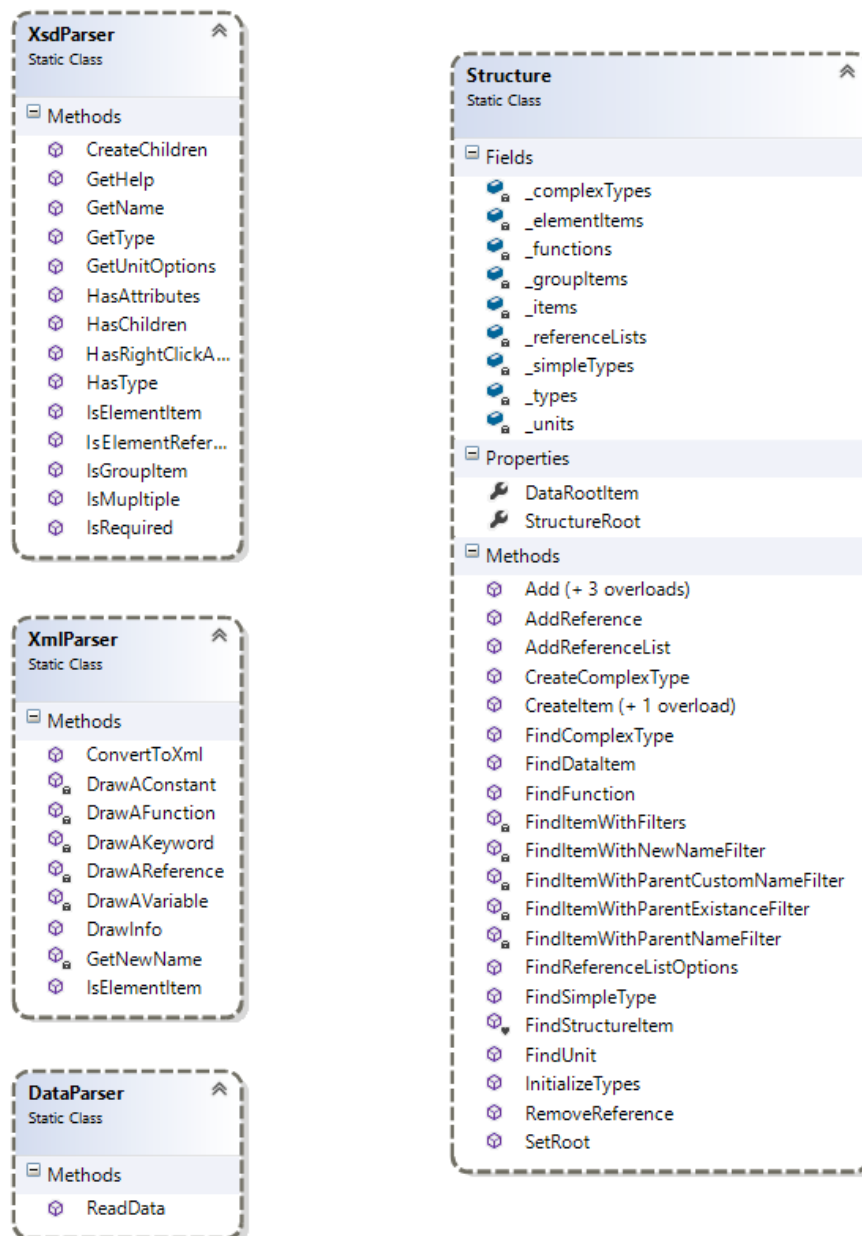 XsdParser
Static Class
Methods
CreateChildren
GetHelp
GetName
GetType
GetUnitOptions
HasAttributes
HasChildren
HasRightClickA...
HasType
IsElementItem
IsElementRefer...
IsGroupItem
IsMupltiple
IsRequired
XmlParser
Static Class
Methods
ConvertToXml
DrawAConstant
DrawAFunction
DrawAKeyword
DrawAReference
DrawAVariable
DrawInfo
GetNewName
IsElementItem
DataParser
Static Class
Methods
ReadData
Structure
Static Class
Fields
_complexTypes
_elementItems
_functions
_groupItems
_items
_referenceLists
_simpleTypes
_types
_units
Properties
DataRootItem
StructureRoot
Methods
Add (+ 3 overloads)
AddReference
AddReferenceList
CreateComplexType
CreateItem (+ 1 overload)
FindComplexType
FindDataItem
FindFunction
FindItemWithFilters
FindItemWithNewNameFilter
FindItemWithParentCustomNameFilter
FindItemWithParentExistanceFilter
FindItemWithParentNameFilter
FindReferenceListOptions
FindSimpleType
FindStructureItem
FindUnit
InitializeTypes
RemoveReference
SetRoot